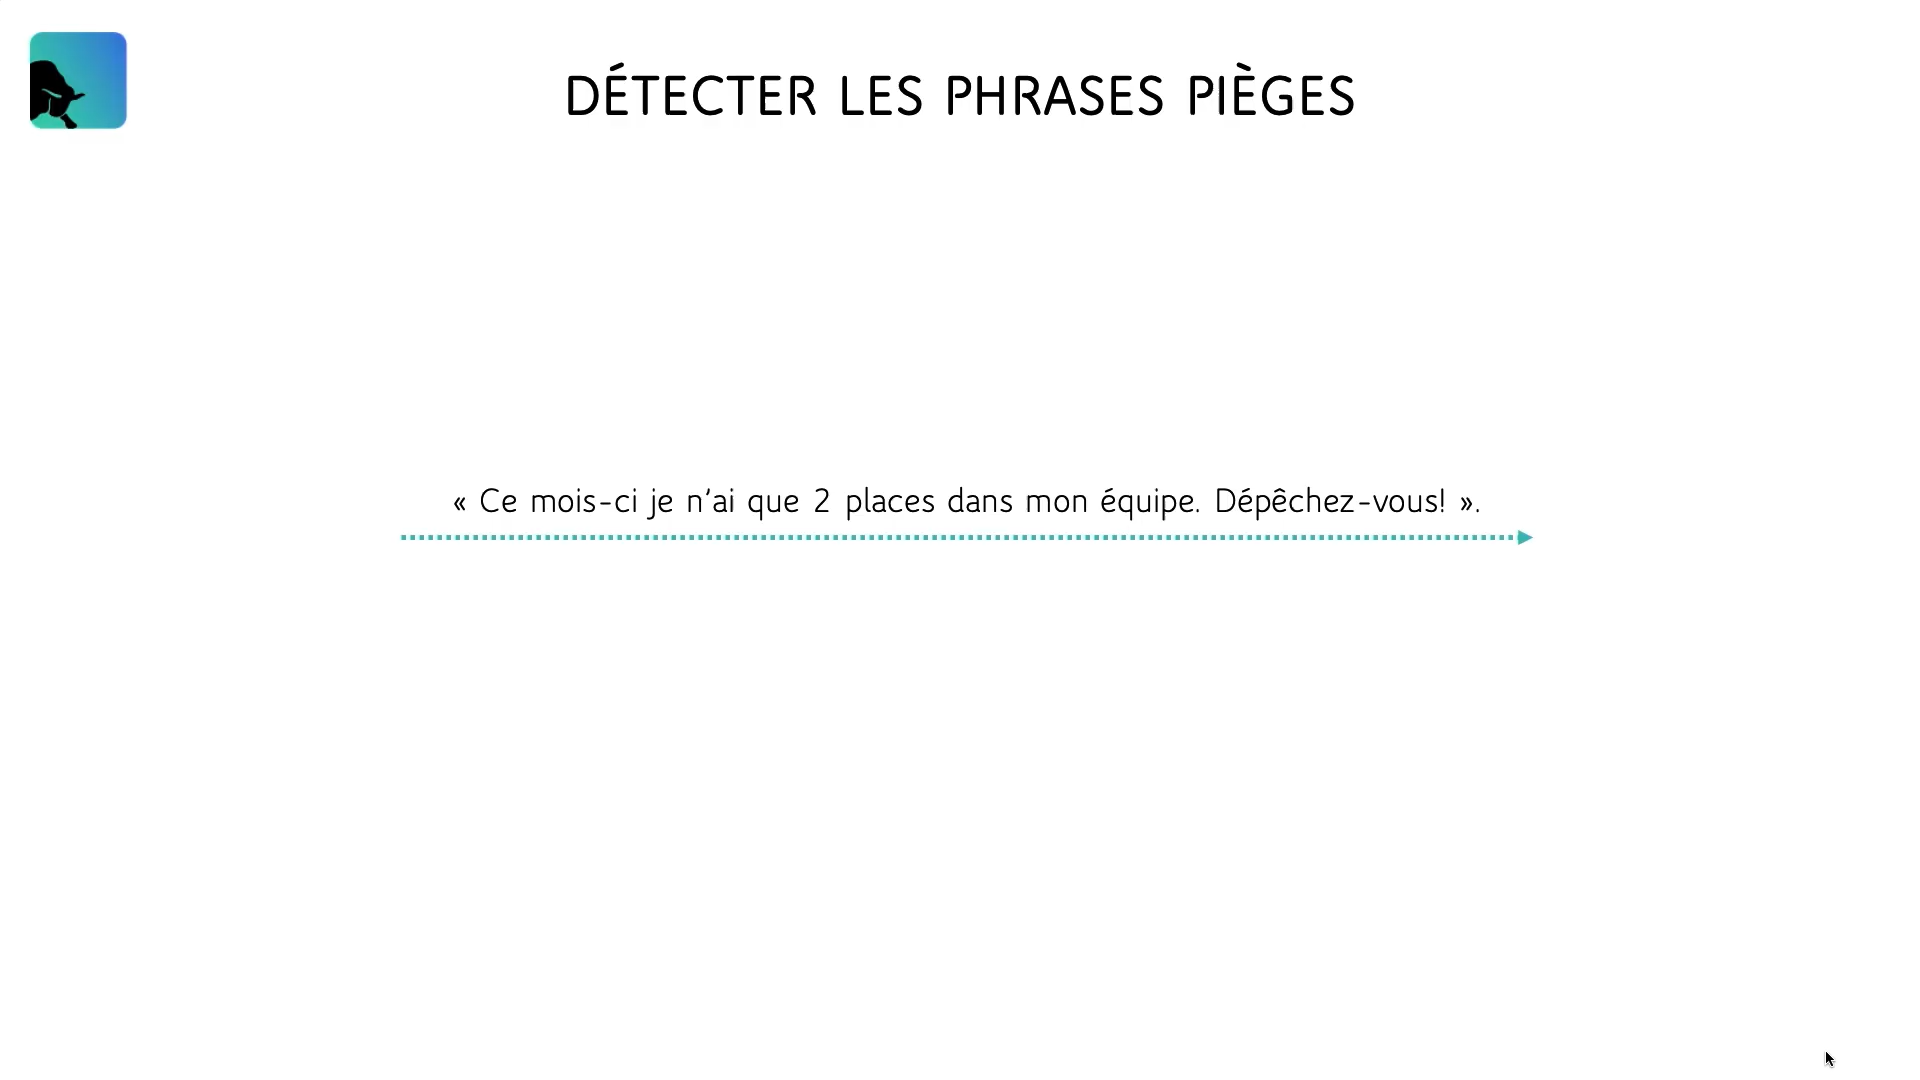 DÉTECTER LES PHRASES PIÈGES
« Ce mois-ci je n'ai que 2 places dans mon équipe. Dépêchez-vous! ».